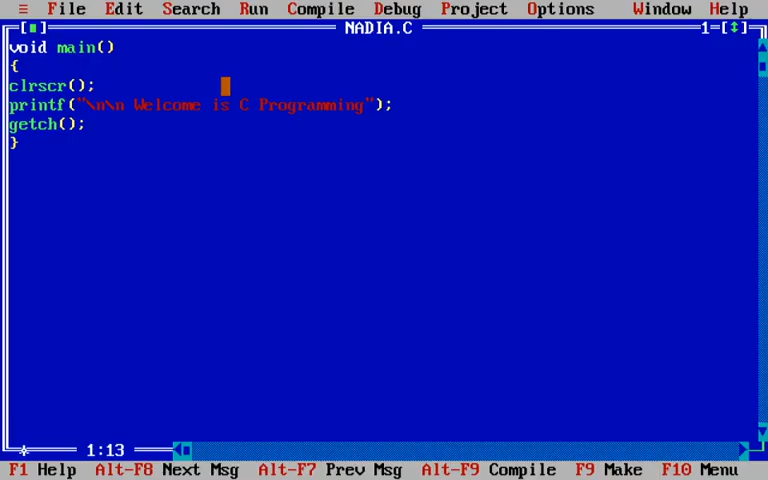 ≡ File Edit Search Run Compile Debug Project Options Window Help
[■] NADIA.C 1=[↕]
void main()
{
clrscr();
printf("\n\n Welcome is C Programming");
getch();
}
1:13
F1 Help Alt-F8 Next Msg Alt-F7 Prev Msg Alt-F9 Compile F9 Make F10 Menu